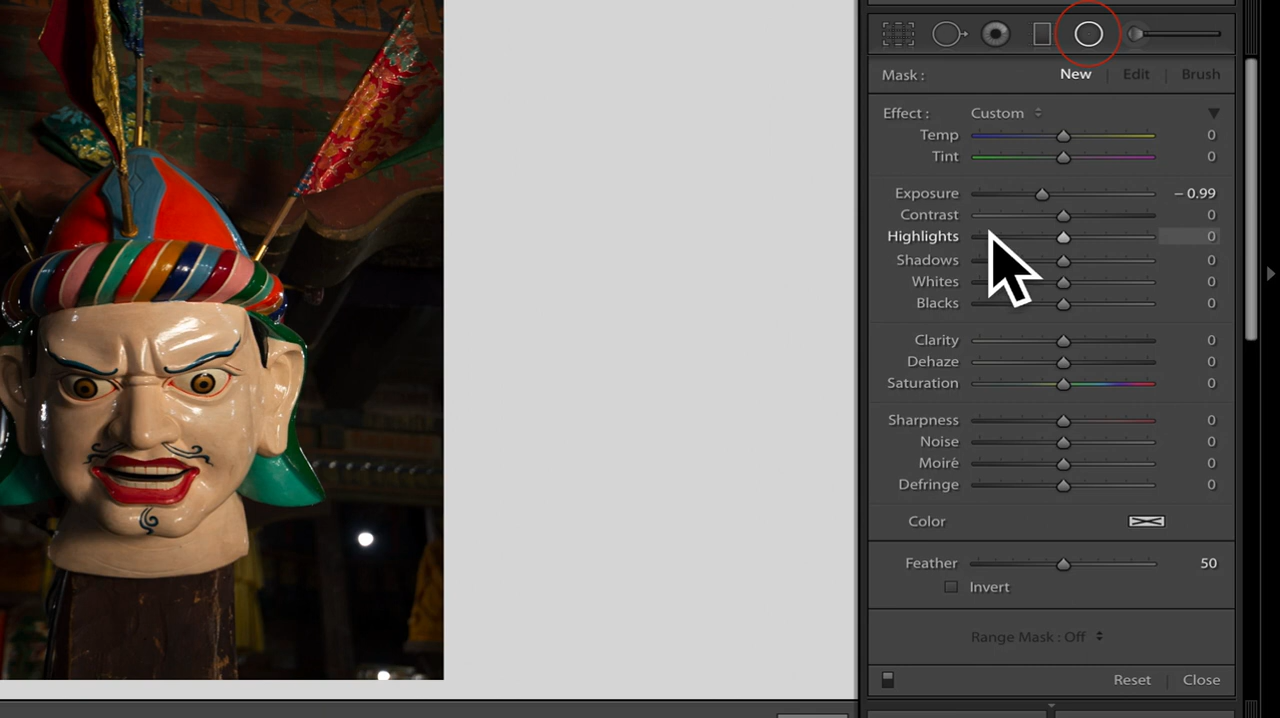 Mask : New | Edit | Brush
Effect : Custom
Temp 0
Tint 0
Exposure – 0.99
Contrast 0
Highlights 0
Shadows 0
Whites 0
Blacks 0
Clarity 0
Dehaze 0
Saturation 0
Sharpness 0
Noise 0
Moiré 0
Defringe 0
Color
Feather 50
Invert
Range Mask : Off
Reset | Close